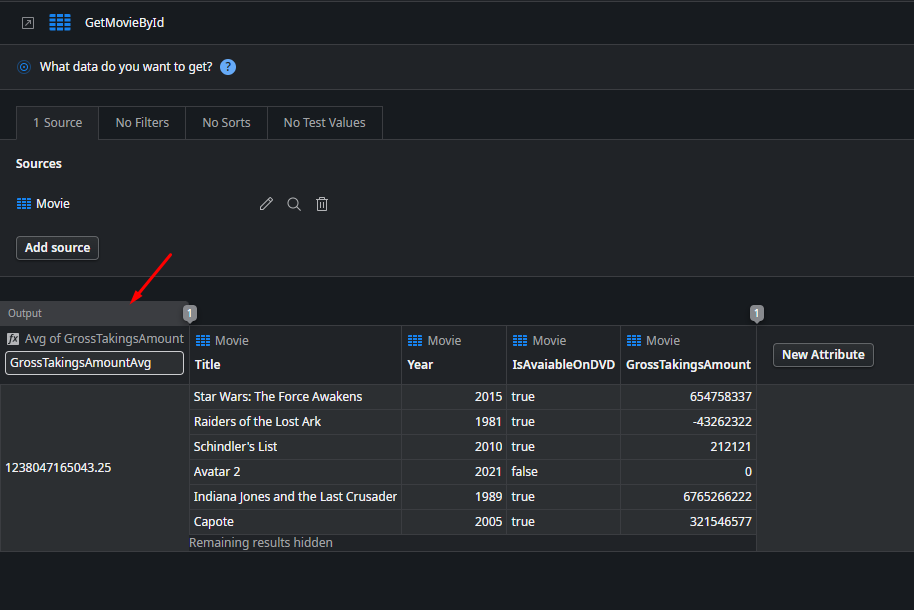 GetMovieById
What data do you want to get? ?
1 Source No Filters No Sorts No Test Values
Sources
Movie
Add source
Output 1 1
fx Avg of GrossTakingsAmount Movie Movie Movie Movie
GrossTakingsAmountAvg Title Year IsAvaiableOnDVD GrossTakingsAmount New Attribute
Star Wars: The Force Awakens 2015 true 654758337
Raiders of the Lost Ark 1981 true -43262322
Schindler's List 2010 true 212121
1238047165043.25
Avatar 2 2021 false 0
Indiana Jones and the Last Crusader 1989 true 6765266222
Capote 2005 true 321546577
Remaining results hidden